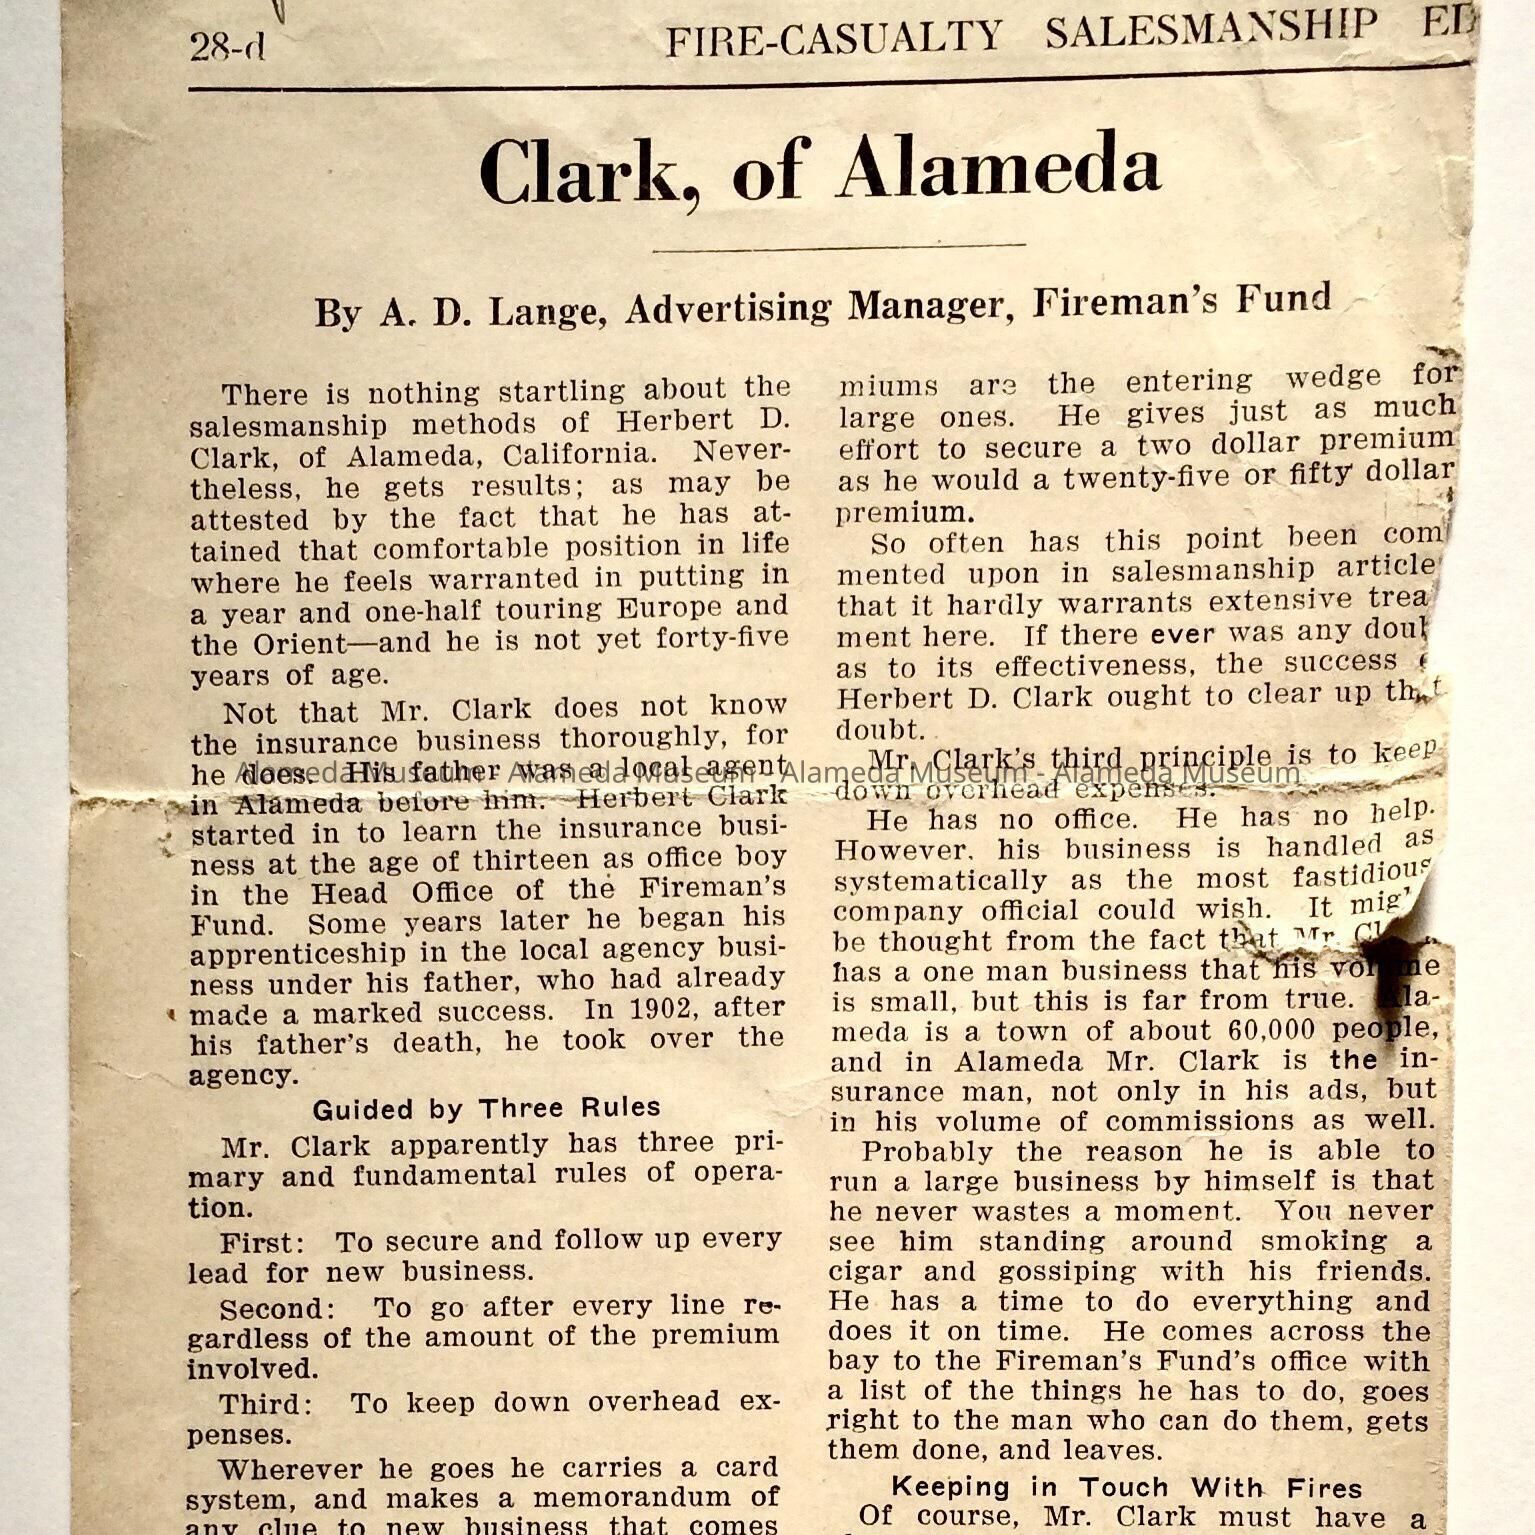 28-d
FIRE-CASUALTY SALESMANSHIP
Clark, of Alameda
By A. D. Lange, Advertising Manager, Fireman's Fund
There is nothing startling about the
salesmanship methods of Herbert D.
Clark, of Alameda, California. Never-
theless, he gets results; as may be
attested by the fact that he has at-
tained that comfortable position in life
where he feels warranted in putting in
a year and one-half touring Europe and
the Orient—and he is not yet forty-five
years of age.
Not that Mr. Clark does not know
the insurance business thoroughly, for
he does. His father was a local agent
in Alameda before him. Herbert Clark
started in to learn the insurance busi-
ness at the age of thirteen as office boy
in the Head Office of the Fireman's
Fund. Some years later he began his
apprenticeship in the local agency busi-
ness under his father, who had already
made a marked success. In 1902, after
his father's death, he took over the
agency.
Guided by Three Rules
Mr. Clark apparently has three pri-
mary and fundamental rules of opera-
tion.
First: To secure and follow up every
lead for new business.
Second: To go after every line re-
gardless of the amount of the premium
involved.
Third: To keep down overhead ex-
penses.
Wherever he goes he carries a card
system, and makes a memorandum of
any clue to new business that comes
miums are the entering wedge for
large ones. He gives just as much
effort to secure a two dollar premium
as he would a twenty-five or fifty dollar
premium.
So often has this point been com
mented upon in salesmanship article
that it hardly warrants extensive trea
ment here. If there ever was any doub
as to its effectiveness, the success
Herbert D. Clark ought to clear up that
doubt.
Mr. Clark's third principle is to keep
down overhead expenses.
He has no office. He has no help.
However, his business is handled as
systematically as the most fastidious
company official could wish. It migh
be thought from the fact that Mr. Cl
has a one man business that his volume
is small, but this is far from true. Ala-
meda is a town of about 60,000 people,
and in Alameda Mr. Clark is the in-
surance man, not only in his ads, but
in his volume of commissions as well.
Probably the reason he is able to
run a large business by himself is that
he never wastes a moment. You never
see him standing around smoking a
cigar and gossiping with his friends.
He has a time to do everything and
does it on time. He comes across the
bay to the Fireman's Fund's office with
a list of the things he has to do, goes
right to the man who can do them, gets
them done, and leaves.
Keeping in Touch With Fires
Of course, Mr. Clark must have a
Alameda Museum - Alameda Museum - Alameda Museum - Alameda Museum